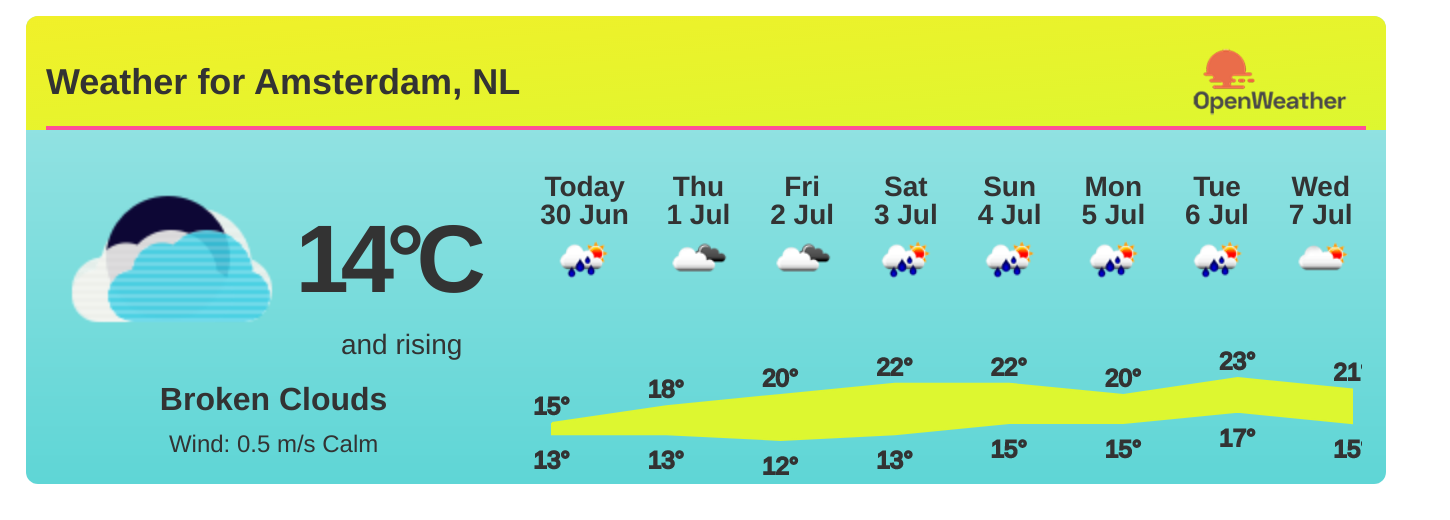 Weather for Amsterdam, NL
OpenWeather
14°C
and rising
Broken Clouds
Wind: 0.5 m/s Calm
Today Thu Fri Sat Sun Mon Tue Wed
30 Jun 1 Jul 2 Jul 3 Jul 4 Jul 5 Jul 6 Jul 7 Jul
15° 18° 20° 22° 22° 20° 23° 21°
13° 13° 12° 13° 15° 15° 17° 15°